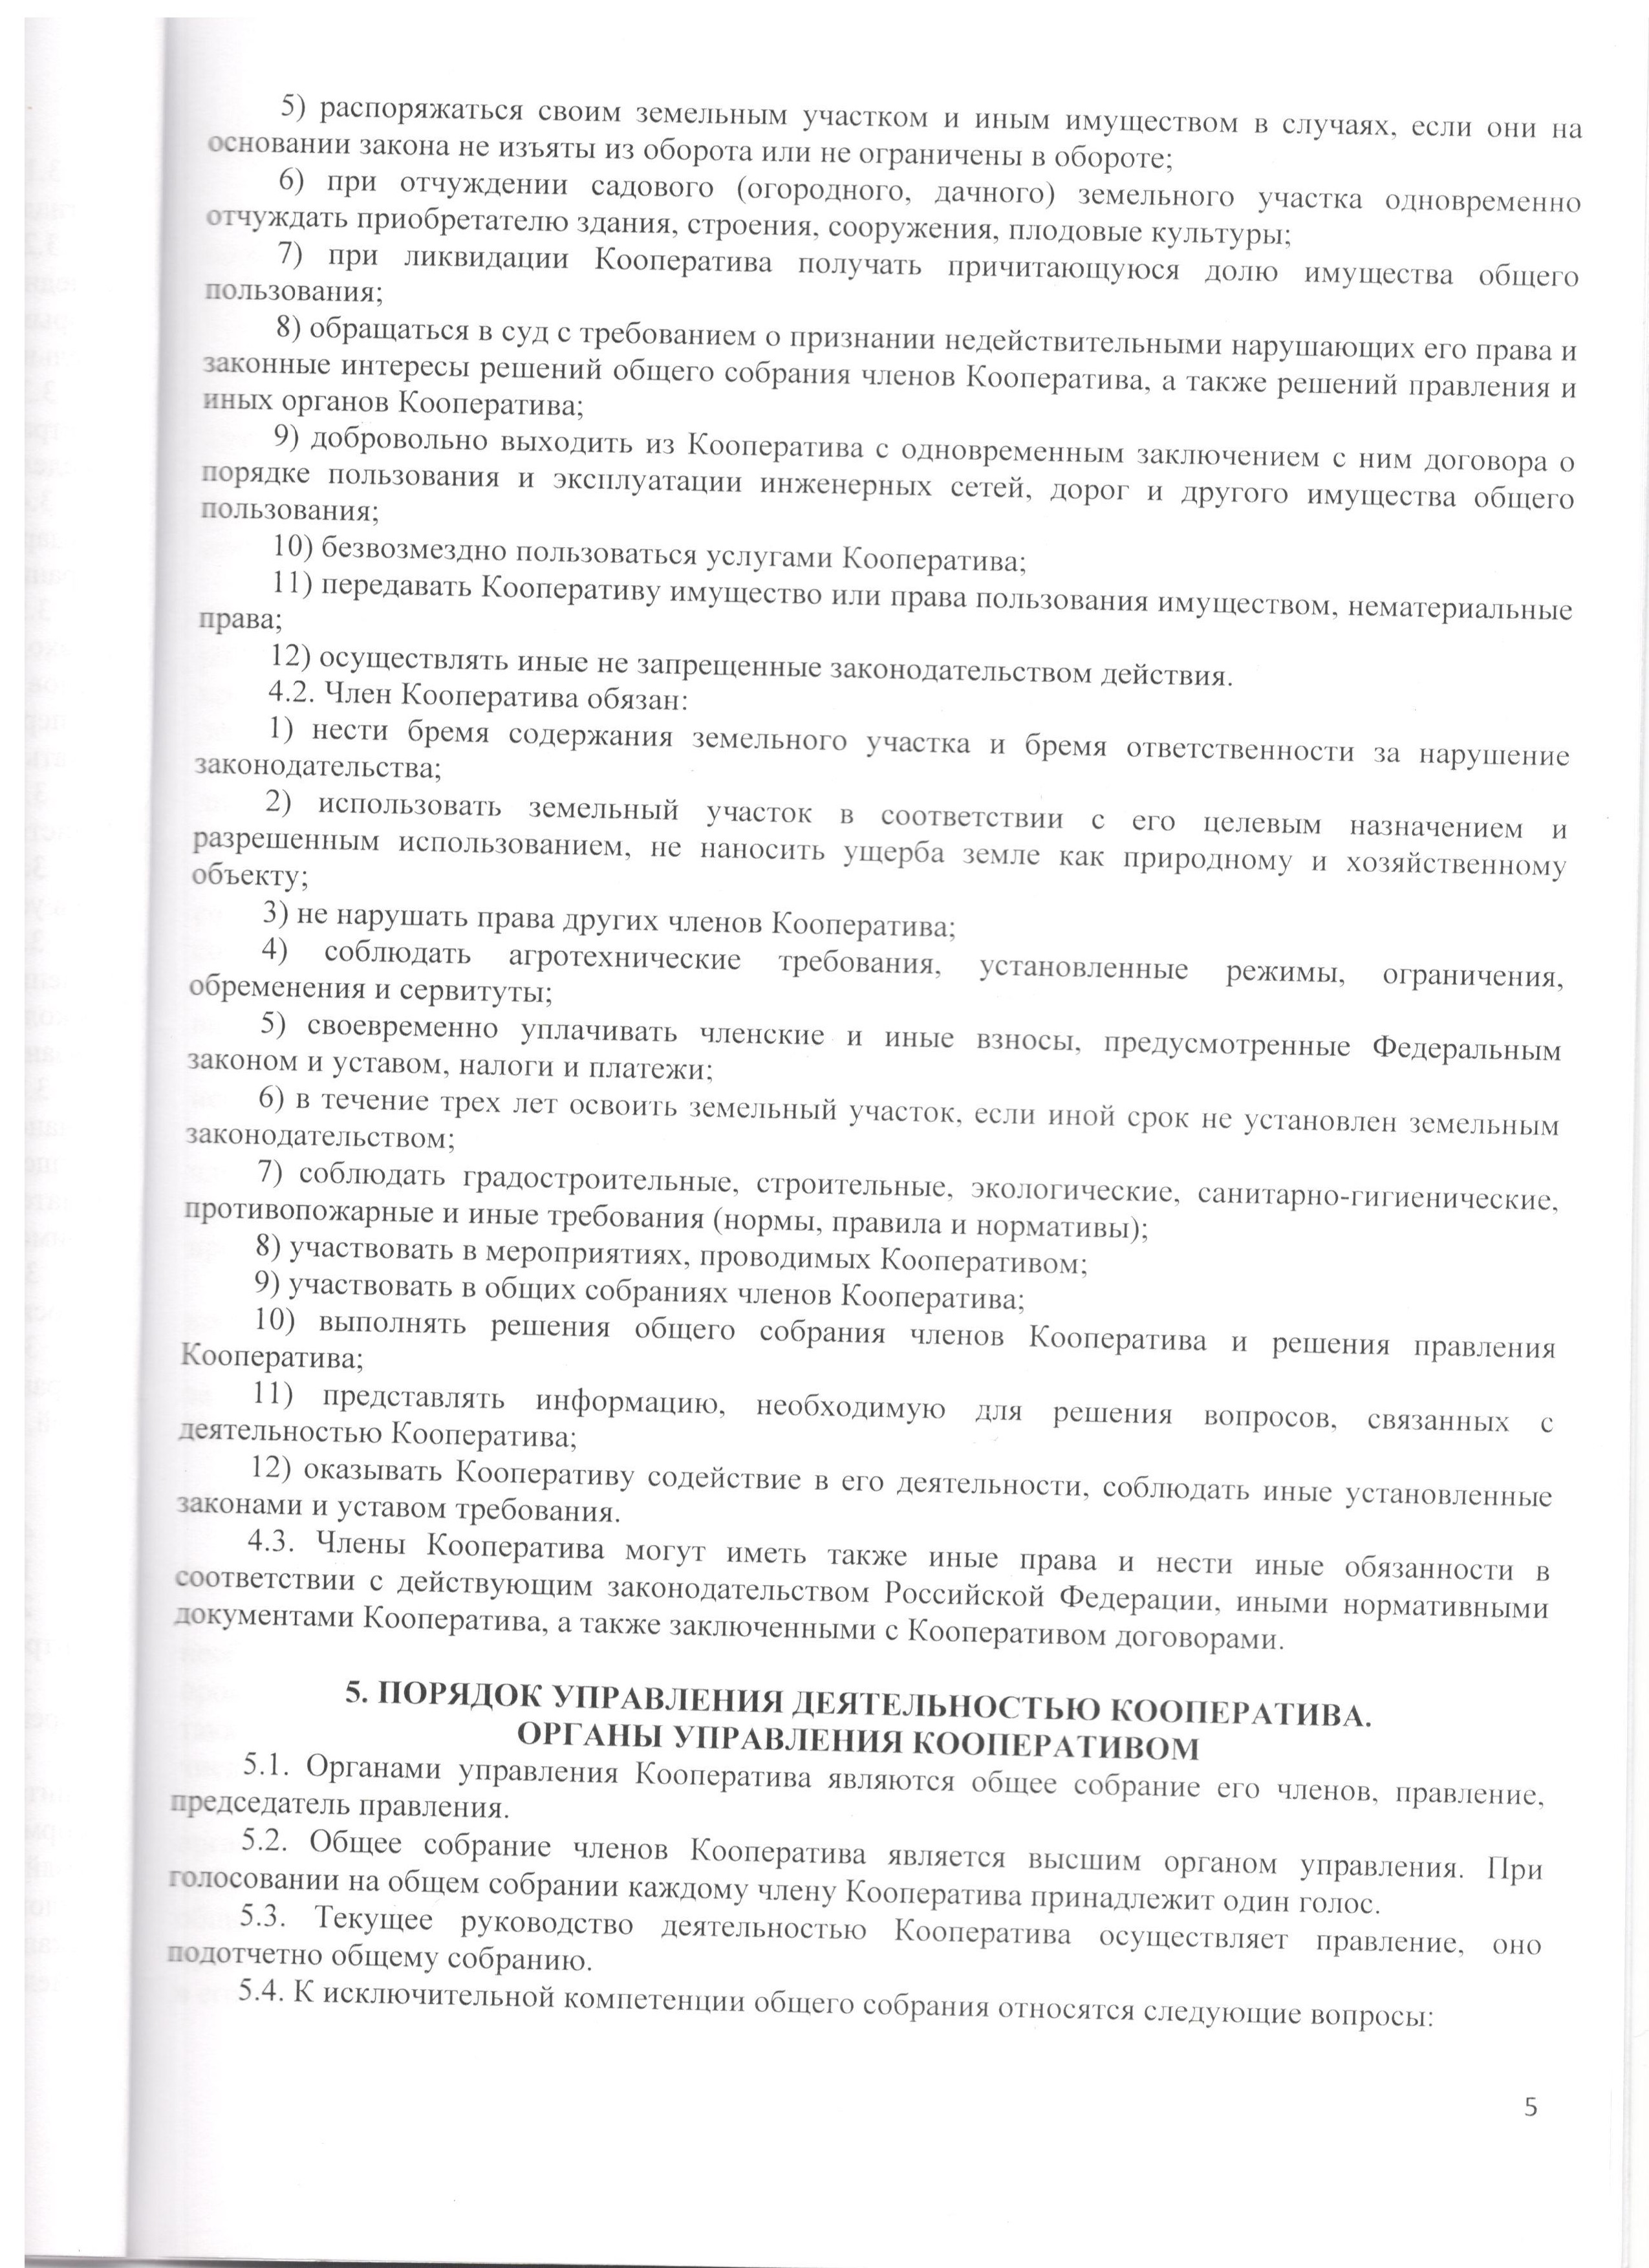 5) распоряжаться своим земельным участком и иным имуществом в случаях, если они на
основании закона не изъяты из оборота или не ограничены в обороте;
6) при отчуждении садового (огородного, дачного) земельного участка одновременно
отчуждать приобретателю здания, строения, сооружения, плодовые культуры;
7) при ликвидации Кооператива получать причитающуюся долю имущества общего
пользования;
8) обращаться в суд с требованием о признании недействительными нарушающих его права и
законные интересы решений общего собрания членов Кооператива, а также решений правления и
иных органов Кооператива;
9) добровольно выходить из Кооператива с одновременным заключением с ним договора о
порядке пользования и эксплуатации инженерных сетей, дорог и другого имущества общего
пользования;
10) безвозмездно пользоваться услугами Кооператива;
11) передавать Кооперативу имущество или права пользования имуществом, нематериальные
права;
12) осуществлять иные не запрещенные законодательством действия.
4.2. Член Кооператива обязан:
1) нести бремя содержания земельного участка и бремя ответственности за нарушение
законодательства;
2) использовать земельный участок в соответствии с его целевым назначением и
разрешенным использованием, не наносить ущерба земле как природному и хозяйственному
объекту;
3) не нарушать права других членов Кооператива;
4) соблюдать агротехнические требования, установленные режимы, ограничения,
обременения и сервитуты;
5) своевременно уплачивать членские и иные взносы, предусмотренные Федеральным
законом и уставом, налоги и платежи;
6) в течение трех лет освоить земельный участок, если иной срок не установлен земельным
законодательством;
7) соблюдать градостроительные, строительные, экологические, санитарно-гигиенические,
противопожарные и иные требования (нормы, правила и нормативы);
8) участвовать в мероприятиях, проводимых Кооперативом;
9) участвовать в общих собраниях членов Кооператива;
10) выполнять решения общего собрания членов Кооператива и решения правления
Кооператива;
11) представлять информацию, необходимую для решения вопросов, связанных с
деятельностью Кооператива;
12) оказывать Кооперативу содействие в его деятельности, соблюдать иные установленные
законами и уставом требования.
4.3. Члены Кооператива могут иметь также иные права и нести иные обязанности в
соответствии с действующим законодательством Российской Федерации, иными нормативными
документами Кооператива, а также заключенными с Кооперативом договорами.
5. ПОРЯДОК УПРАВЛЕНИЯ ДЕЯТЕЛЬНОСТЬЮ КООПЕРАТИВА.
ОРГАНЫ УПРАВЛЕНИЯ КООПЕРАТИВОМ
5.1. Органами управления Кооператива являются общее собрание его членов, правление,
председатель правления.
5.2. Общее собрание членов Кооператива является высшим органом управления. При
голосовании на общем собрании каждому члену Кооператива принадлежит один голос.
5.3. Текущее руководство деятельностью Кооператива осуществляет правление, оно
подотчетно общему собранию.
5.4. К исключительной компетенции общего собрания относятся следующие вопросы:
5